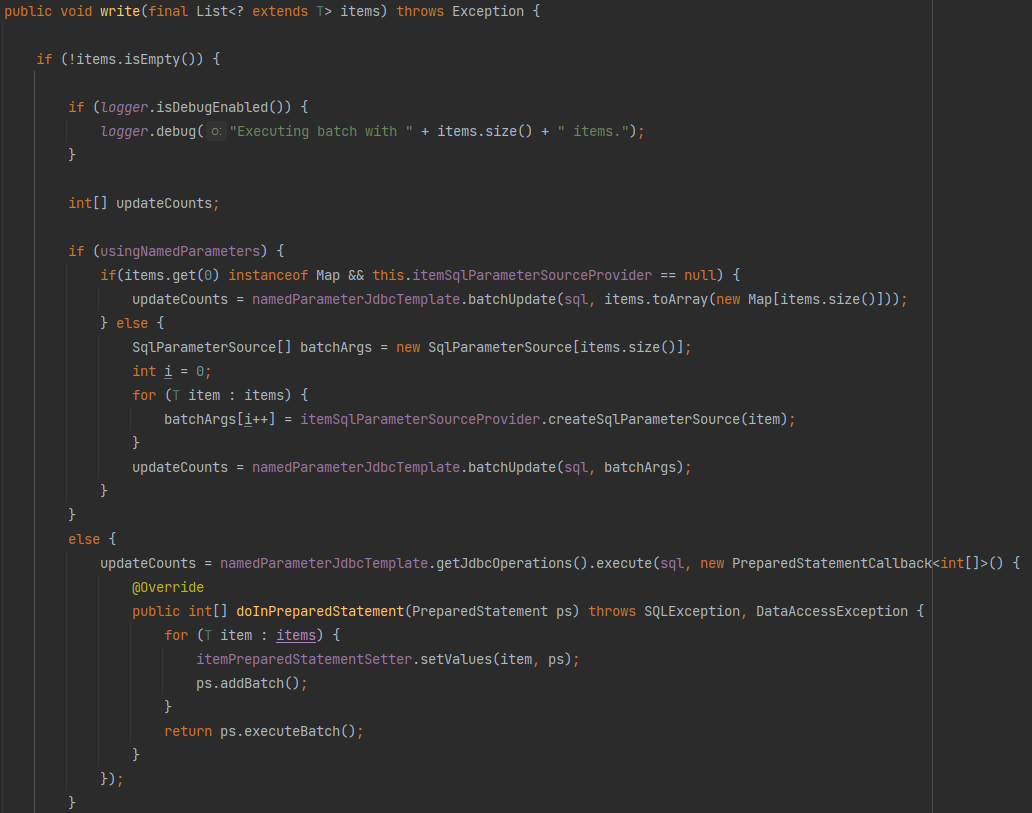 public void write(final List<? extends T> items) throws Exception {
if (!items.isEmpty()) {
if (logger.isDebugEnabled()) {
logger.debug( o: "Executing batch with " + items.size() + " items.");
}
int[] updateCounts;
if (usingNamedParameters) {
if(items.get(0) instanceof Map && this.itemSqlParameterSourceProvider == null) {
updateCounts = namedParameterJdbcTemplate.batchUpdate(sql, items.toArray(new Map[items.size()]));
} else {
SqlParameterSource[] batchArgs = new SqlParameterSource[items.size()];
int i = 0;
for (T item : items) {
batchArgs[i++] = itemSqlParameterSourceProvider.createSqlParameterSource(item);
}
updateCounts = namedParameterJdbcTemplate.batchUpdate(sql, batchArgs);
}
}
else {
updateCounts = namedParameterJdbcTemplate.getJdbcOperations().execute(sql, new PreparedStatementCallback<int[]>() {
@Override
public int[] doInPreparedStatement(PreparedStatement ps) throws SQLException, DataAccessException {
for (T item : items) {
itemPreparedStatementSetter.setValues(item, ps);
ps.addBatch();
}
return ps.executeBatch();
}
});
}